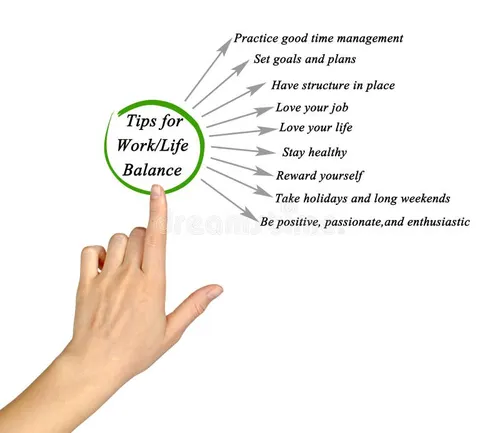 Practice good time management
Set goals and plans
Have structure in place
Love your job
Love your life
Stay healthy
Reward yourself
Take holidays and long weekends
Be positive, passionate,and enthusiastic
Tips for
Work/Life
Balance